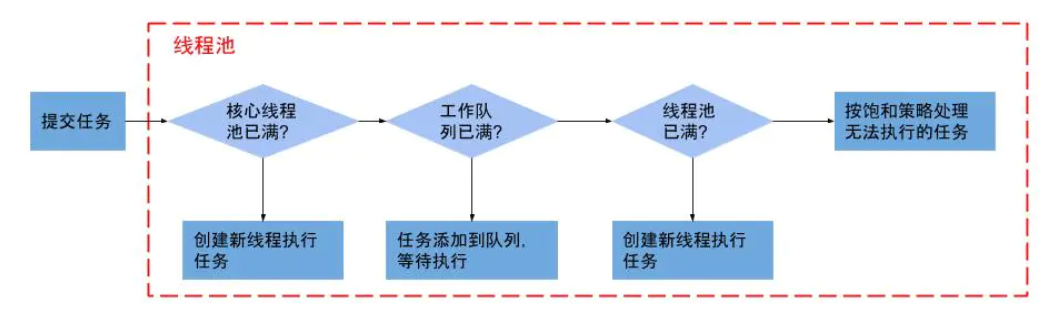 线程池
提交任务
核心线程
池已满?
工作队
列已满?
线程池
已满?
按饱和策略处理
无法执行的任务
创建新线程执行
任务
任务添加到队列,
等待执行
创建新线程执行
任务